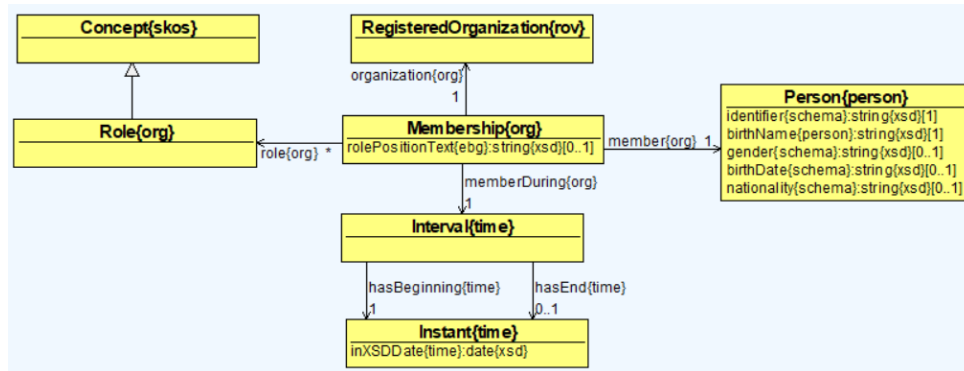 Concept{skos}
RegisteredOrganization{rov}
organization{org}
1
Person{person}
identifier{schema}:string{xsd}[1]
birthName{person}:string{xsd}[1]
gender{schema}:string{xsd}[0..1]
birthDate{schema}:string{xsd}[0..1]
nationality{schema}:string{xsd}[0..1]
Role{org}
role{org} *
Membership{org}
rolePositionText{ebg}:string{xsd}[0..1]
member{org} 1
memberDuring{org}
1
Interval{time}
hasBeginning{time}
1
hasEnd{time}
0..1
Instant{time}
inXSDDate{time}:date{xsd}